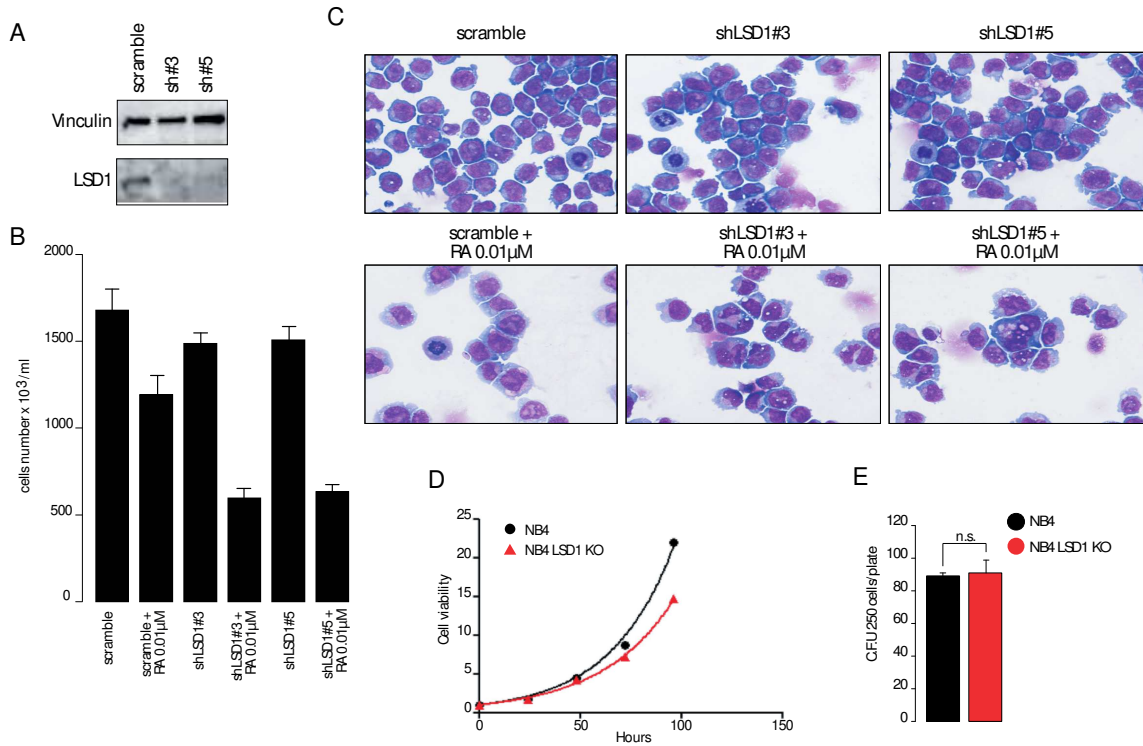 A
scramble
sh#3
sh#5
Vinculin
LSD1
B
cells number x 10³/ml
2000
1500
1000
500
0
scramble
scramble +
RA 0.01µM
shLSD1#3
shLSD1#3 +
RA 0.01µM
shLSD1#5
shLSD1#5 +
RA 0.01µM
C
scramble
shLSD1#3
shLSD1#5
scramble +
RA 0.01µM
shLSD1#3 +
RA 0.01µM
shLSD1#5 +
RA 0.01µM
D
NB4
NB4 LSD1 KO
Cell viability
25
20
15
10
5
0
0
50
100
150
Hours
E
NB4
NB4 LSD1 KO
n.s.
C.F.U 250 cells/plate
120
100
80
60
40
20
0